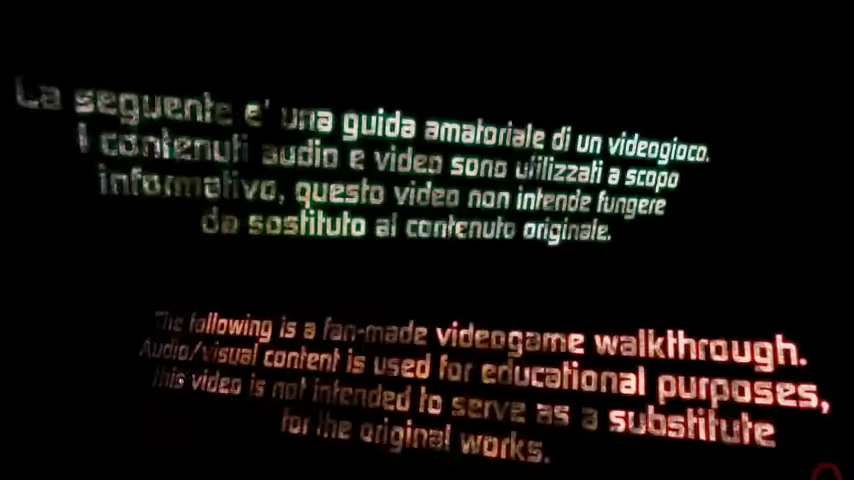 La seguente e' una guida amatoriale di un videogioco.
I contenuti audio e video sono utilizzati a scopo
informativo, questo video non intende fungere
da sostituto al contenuto originale.
The following is a fan-made videogame walkthrough.
Audio/visual content is used for educational purposes,
this video is not intended to serve as a substitute
for the original works.